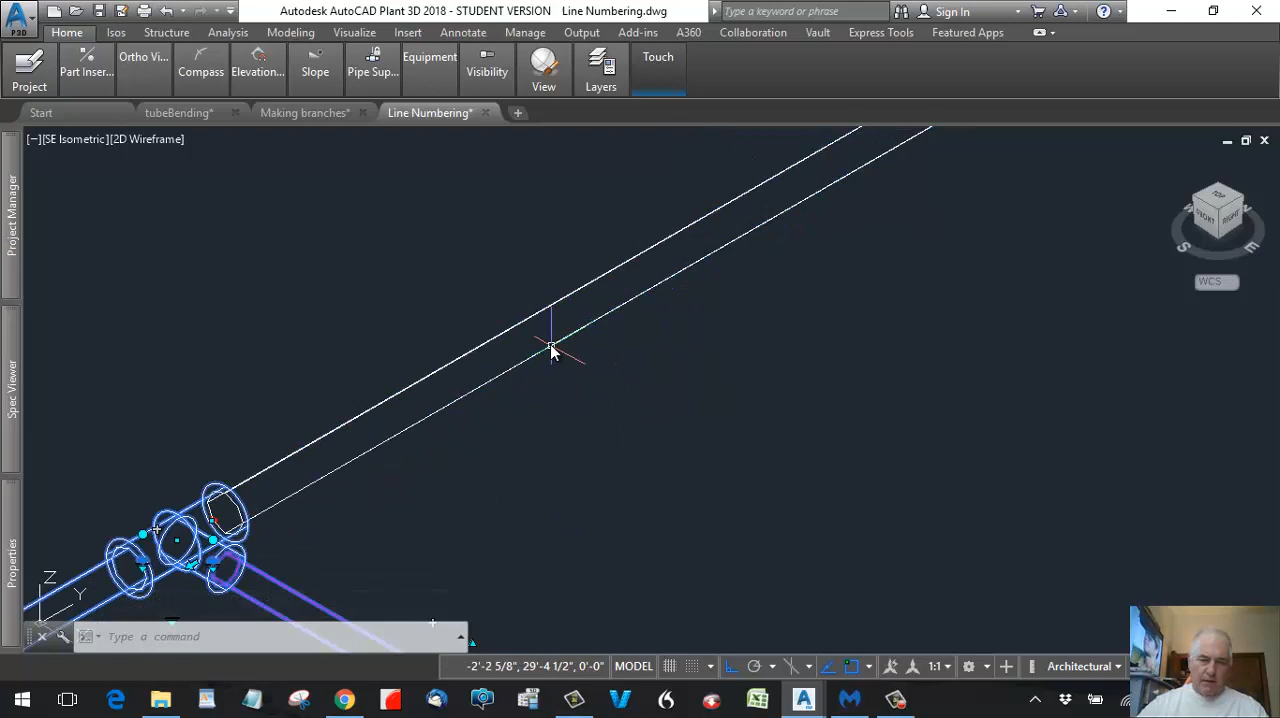 Autodesk AutoCAD Plant 3D 2018 - STUDENT VERSION Line Numbering.dwg
Type a keyword or phrase
Sign In
P3D
Home Isos Structure Analysis Modeling Visualize Insert Annotate Manage Output Add-ins A360 Collaboration Vault Express Tools Featured Apps
Project
Part Inser...
Ortho Vi...
Compass
Elevation...
Slope
Pipe Sup...
Equipment
Visibility
View
Layers
Touch
Start tubeBending* Making branches* Line Numbering*
[−][SE Isometric][2D Wireframe]
Project Manager
Spec Viewer
Properties
TOP
FRONT
RIGHT
S
E
WCS
Z
Y
Type a command
-2'-2 5/8", 29'-4 1/2", 0'-0"
MODEL
1:1
Architectural